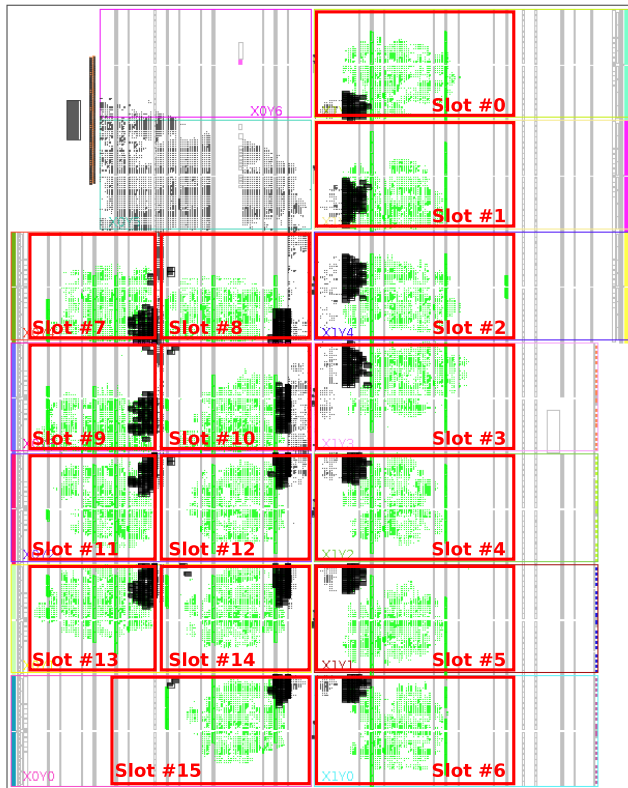 Slot #0
X0Y6
Slot #1
Slot #7
Slot #8
Slot #2
X1Y4
Slot #9
Slot #10
Slot #3
X1Y3
Slot #11
Slot #12
Slot #4
X1Y2
Slot #13
Slot #14
Slot #5
X1Y1
Slot #15
Slot #6
X0Y0
X1Y0